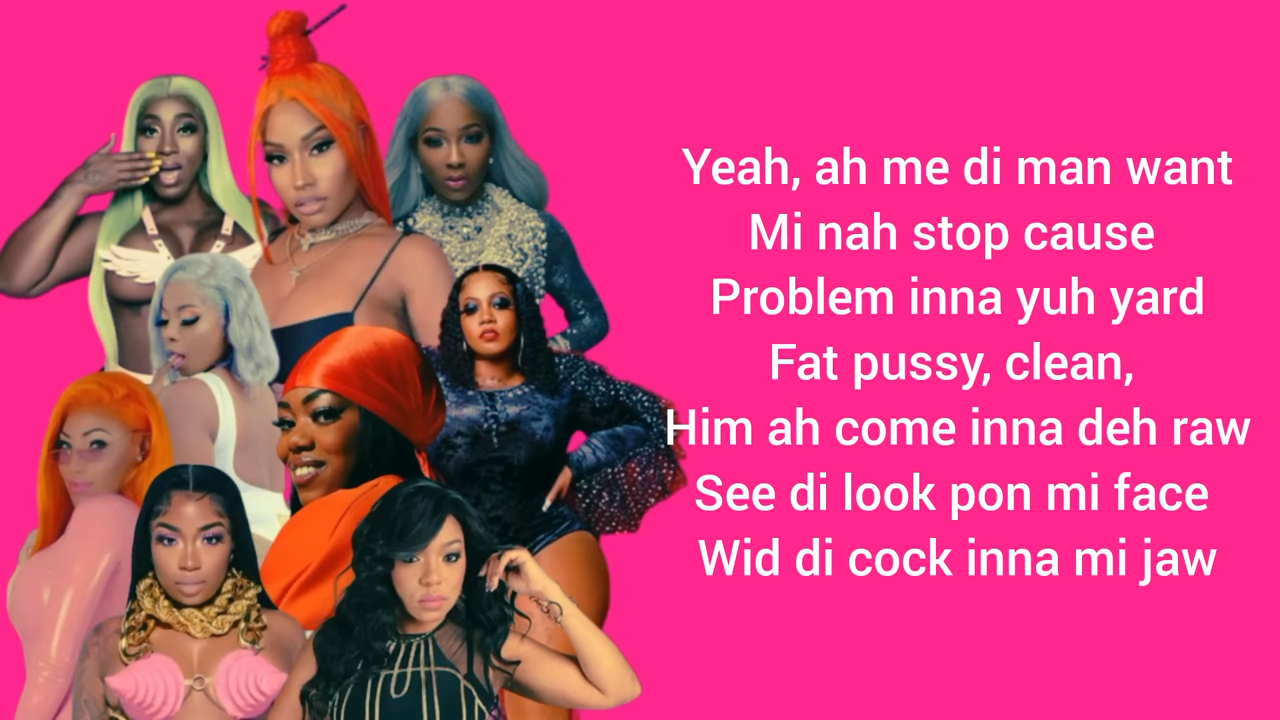 Yeah, ah me di man want
Mi nah stop cause
Problem inna yuh yard
Fat pussy, clean,
Him ah come inna deh raw
See di look pon mi face
Wid di cock inna mi jaw